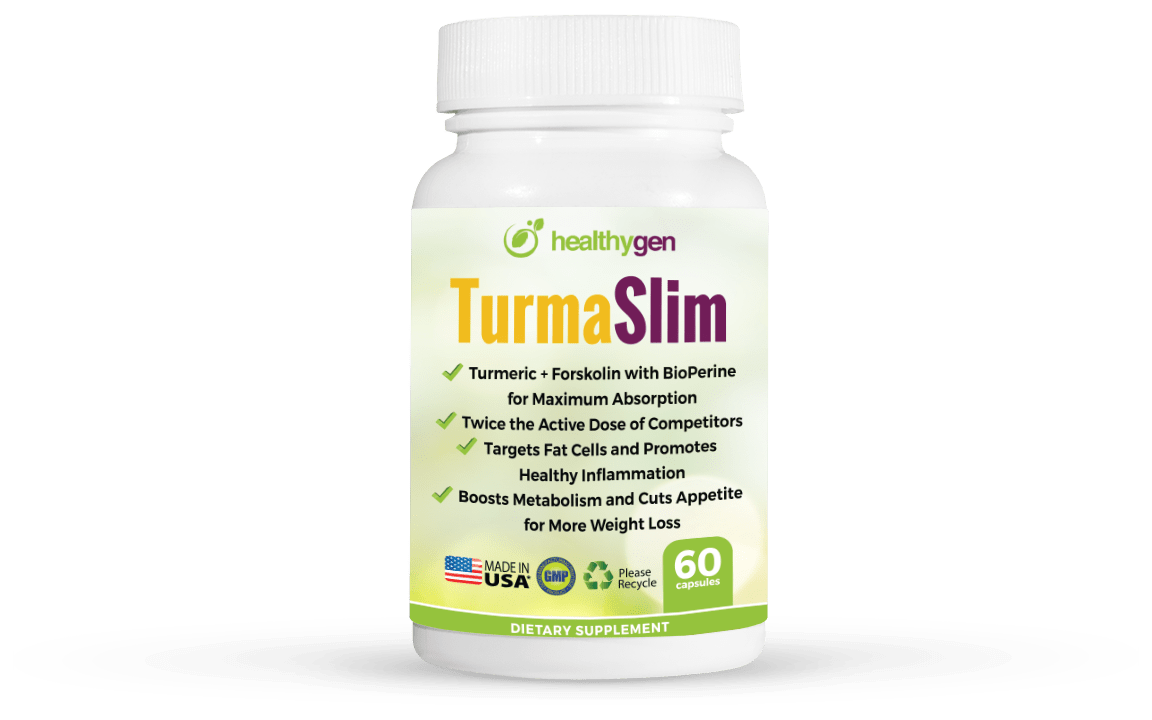 healthygen
TurmaSlim
Turmeric + Forskolin with BioPerine
for Maximum Absorption
Twice the Active Dose of Competitors
Targets Fat Cells and Promotes
Healthy Inflammation
Boosts Metabolism and Cuts Appetite
for More Weight Loss
MADE IN
USA*
GMP
Please
Recycle
60
capsules
DIETARY SUPPLEMENT